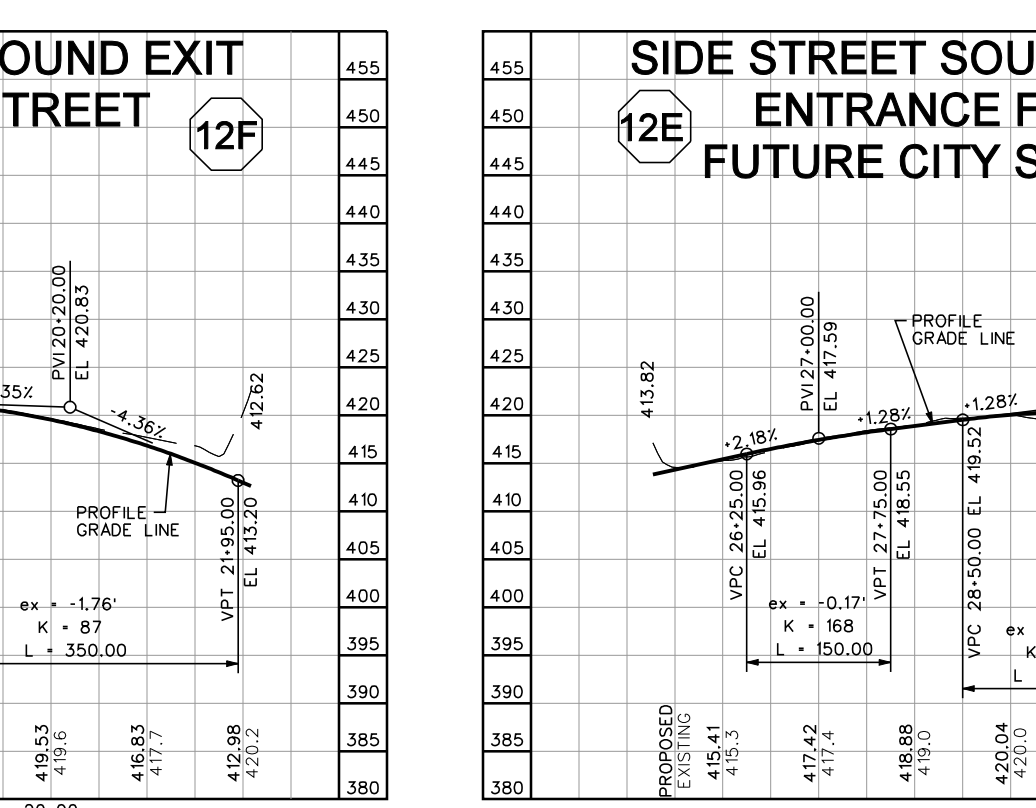 OUND EXIT
TREET
12F
455
450
445
440
435
430
425
420
415
410
405
400
395
390
385
380
PVI 20+20.00
EL 420.83
35%
-4.36%
412.62
PROFILE
GRADE LINE
VPT 21+95.00
EL 413.20
ex = -1.76'
K = 87
L = 350.00
419.53
419.6
416.83
417.7
412.98
420.2
SIDE STREET SOU
ENTRANCE F
FUTURE CITY S
12E
455
450
445
440
435
430
425
420
415
410
405
400
395
390
385
380
413.82
PVI 27+00.00
EL 417.59
PROFILE
GRADE LINE
+2.18%
+1.28%
+1.28%
VPC 26+25.00
EL 415.96
VPT 27+75.00
EL 418.55
VPC 28+50.00 EL 419.52
ex = -0.17'
K = 168
L = 150.00
ex
K
L
PROPOSED
EXISTING
415.41
415.3
417.42
417.4
418.88
419.0
420.04
420.0